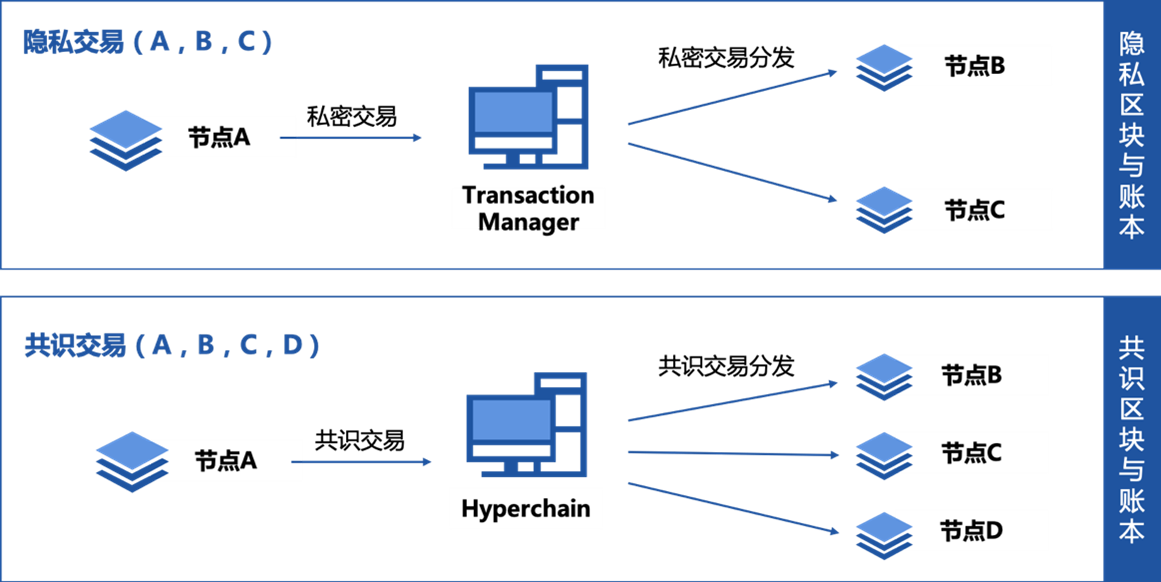 隐私交易（A，B，C）
节点A
私密交易
Transaction
Manager
私密交易分发
节点B
节点C
隐私区块与账本
共识交易（A，B，C，D）
节点A
共识交易
Hyperchain
共识交易分发
节点B
节点C
节点D
共识区块与账本